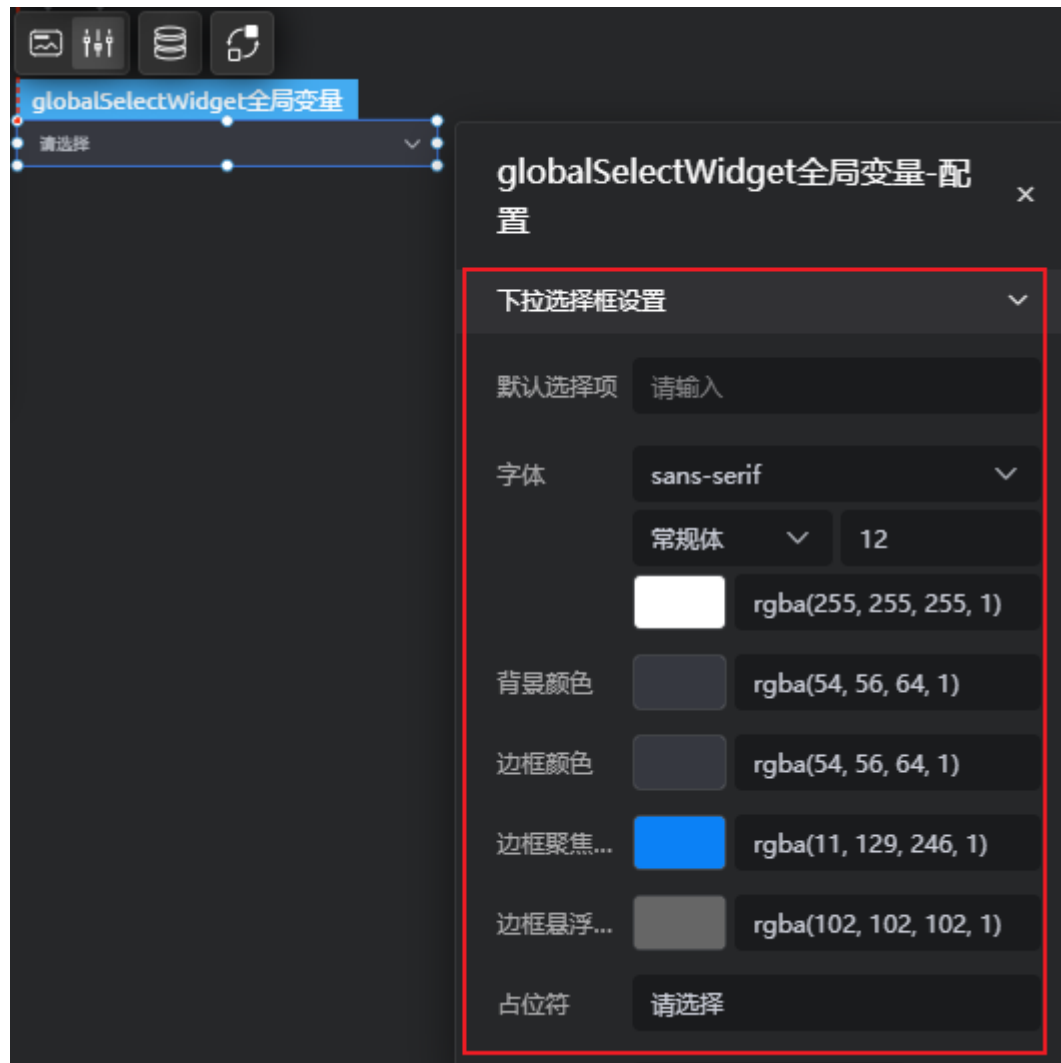 globalSelectWidget全局变量
请选择
globalSelectWidget全局变量-配
置
下拉选择框设置
默认选择项 请输入
字体 sans-serif
常规体 12
rgba(255, 255, 255, 1)
背景颜色 rgba(54, 56, 64, 1)
边框颜色 rgba(54, 56, 64, 1)
边框聚焦... rgba(11, 129, 246, 1)
边框悬浮... rgba(102, 102, 102, 1)
占位符 请选择